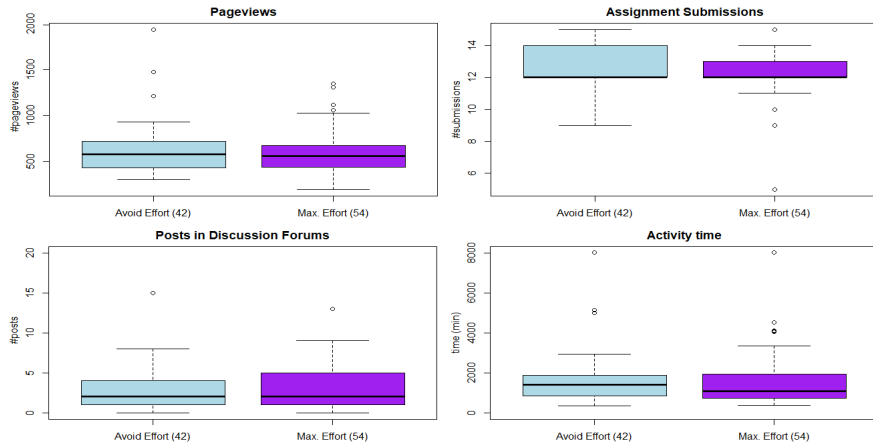 Pageviews
#pageviews
2000
1500
1000
500
Avoid Effort (42)
Max. Effort (54)
Assignment Submissions
#submissions
14
12
10
8
6
Avoid Effort (42)
Max. Effort (54)
Posts in Discussion Forums
#posts
20
15
10
5
0
Avoid Effort (42)
Max. Effort (54)
Activity time
time (min)
8000
6000
4000
2000
0
Avoid Effort (42)
Max. Effort (54)